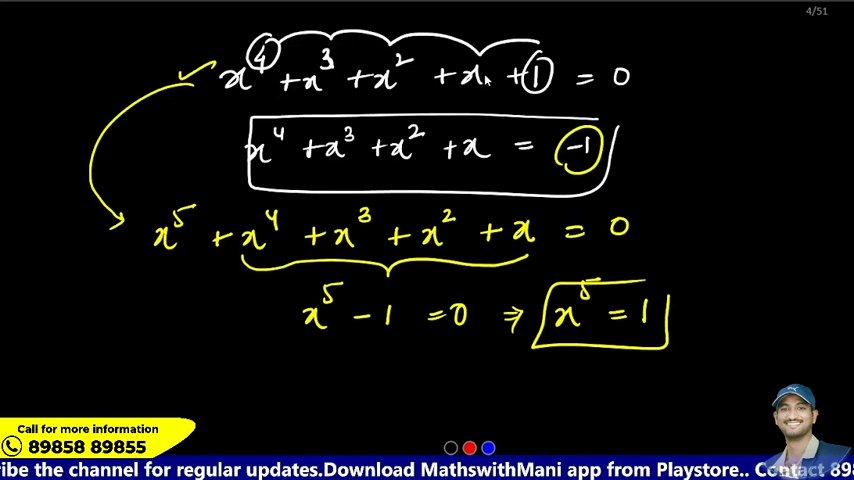 4/51
x⁴ + x³ + x² + x + 1 = 0
x⁴ + x³ + x² + x = -1
x⁵ + x⁴ + x³ + x² + x = 0
x⁵ - 1 = 0 ⇒ x⁵ = 1
Call for more information
89858 89855
ibe the channel for regular updates.Download MathswithMani app from Playstore.. Contact 898